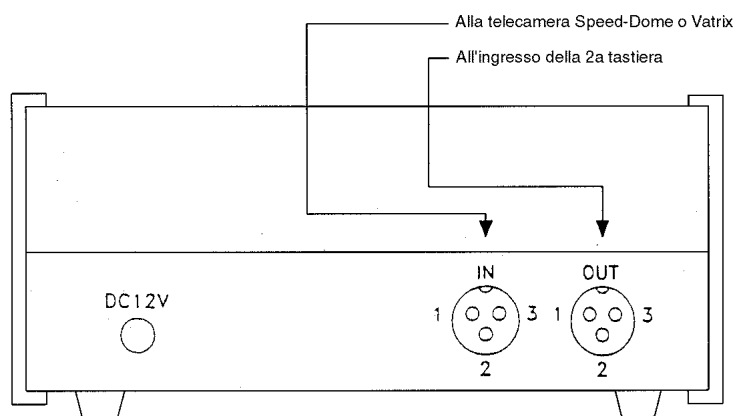 Alla telecamera Speed-Dome o Vatrix
All'ingresso della 2a tastiera
IN
OUT
DC12V
1
3
1
3
2
2